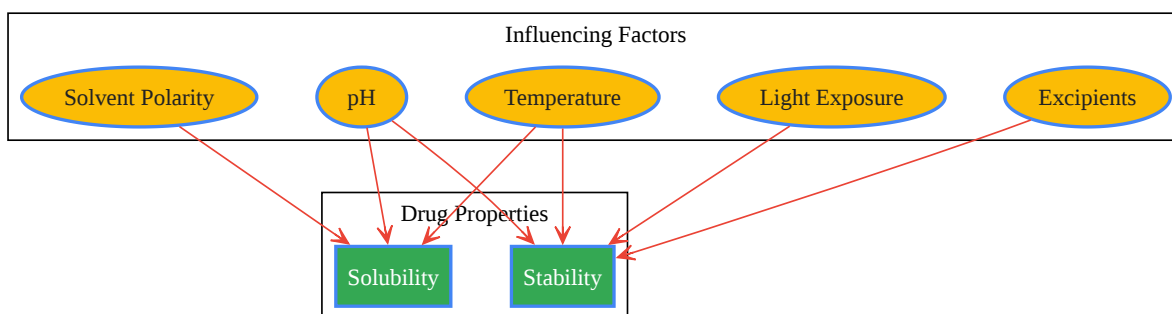 Influencing Factors
Solvent Polarity
pH
Temperature
Light Exposure
Excipients
Drug Properties
Solubility
Stability